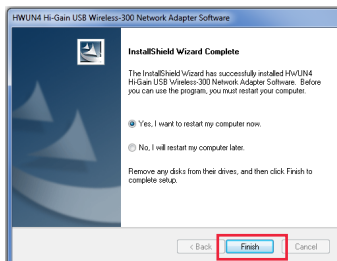 HWUN4 Hi-Gain USB Wireless-300 Network Adapter Software
InstallShield Wizard Complete
The InstallShield Wizard has successfully installed HWUN4
Hi-Gain USB Wireless-300 Network Adapter Software. Before
you can use the program, you must restart your computer.
Yes, I want to restart my computer now.
No, I will restart my computer later.
Remove any disks from their drives, and then click Finish to
complete setup.
< Back
Finish
Cancel